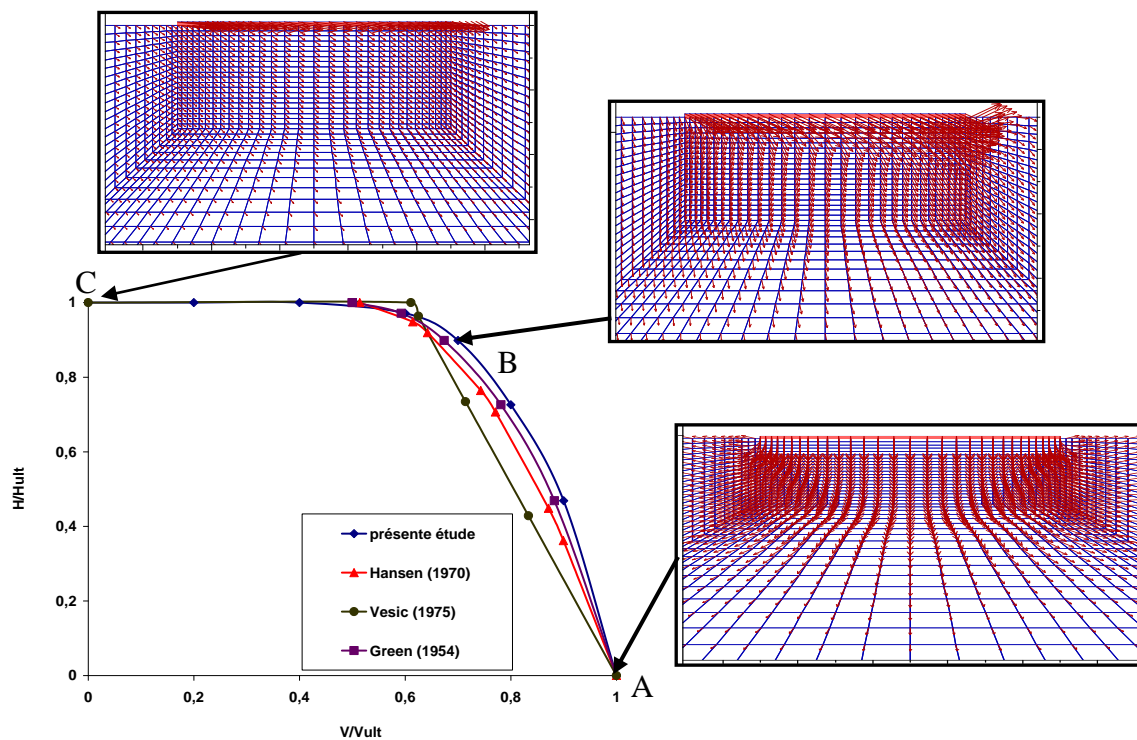 C
1
B
0,8
0,6
H/Hult
0,4
présente étude
Hansen (1970)
0,2
Vesic (1975)
Green (1954)
0
A
0
0,2
0,4
0,6
0,8
1
V/Vult